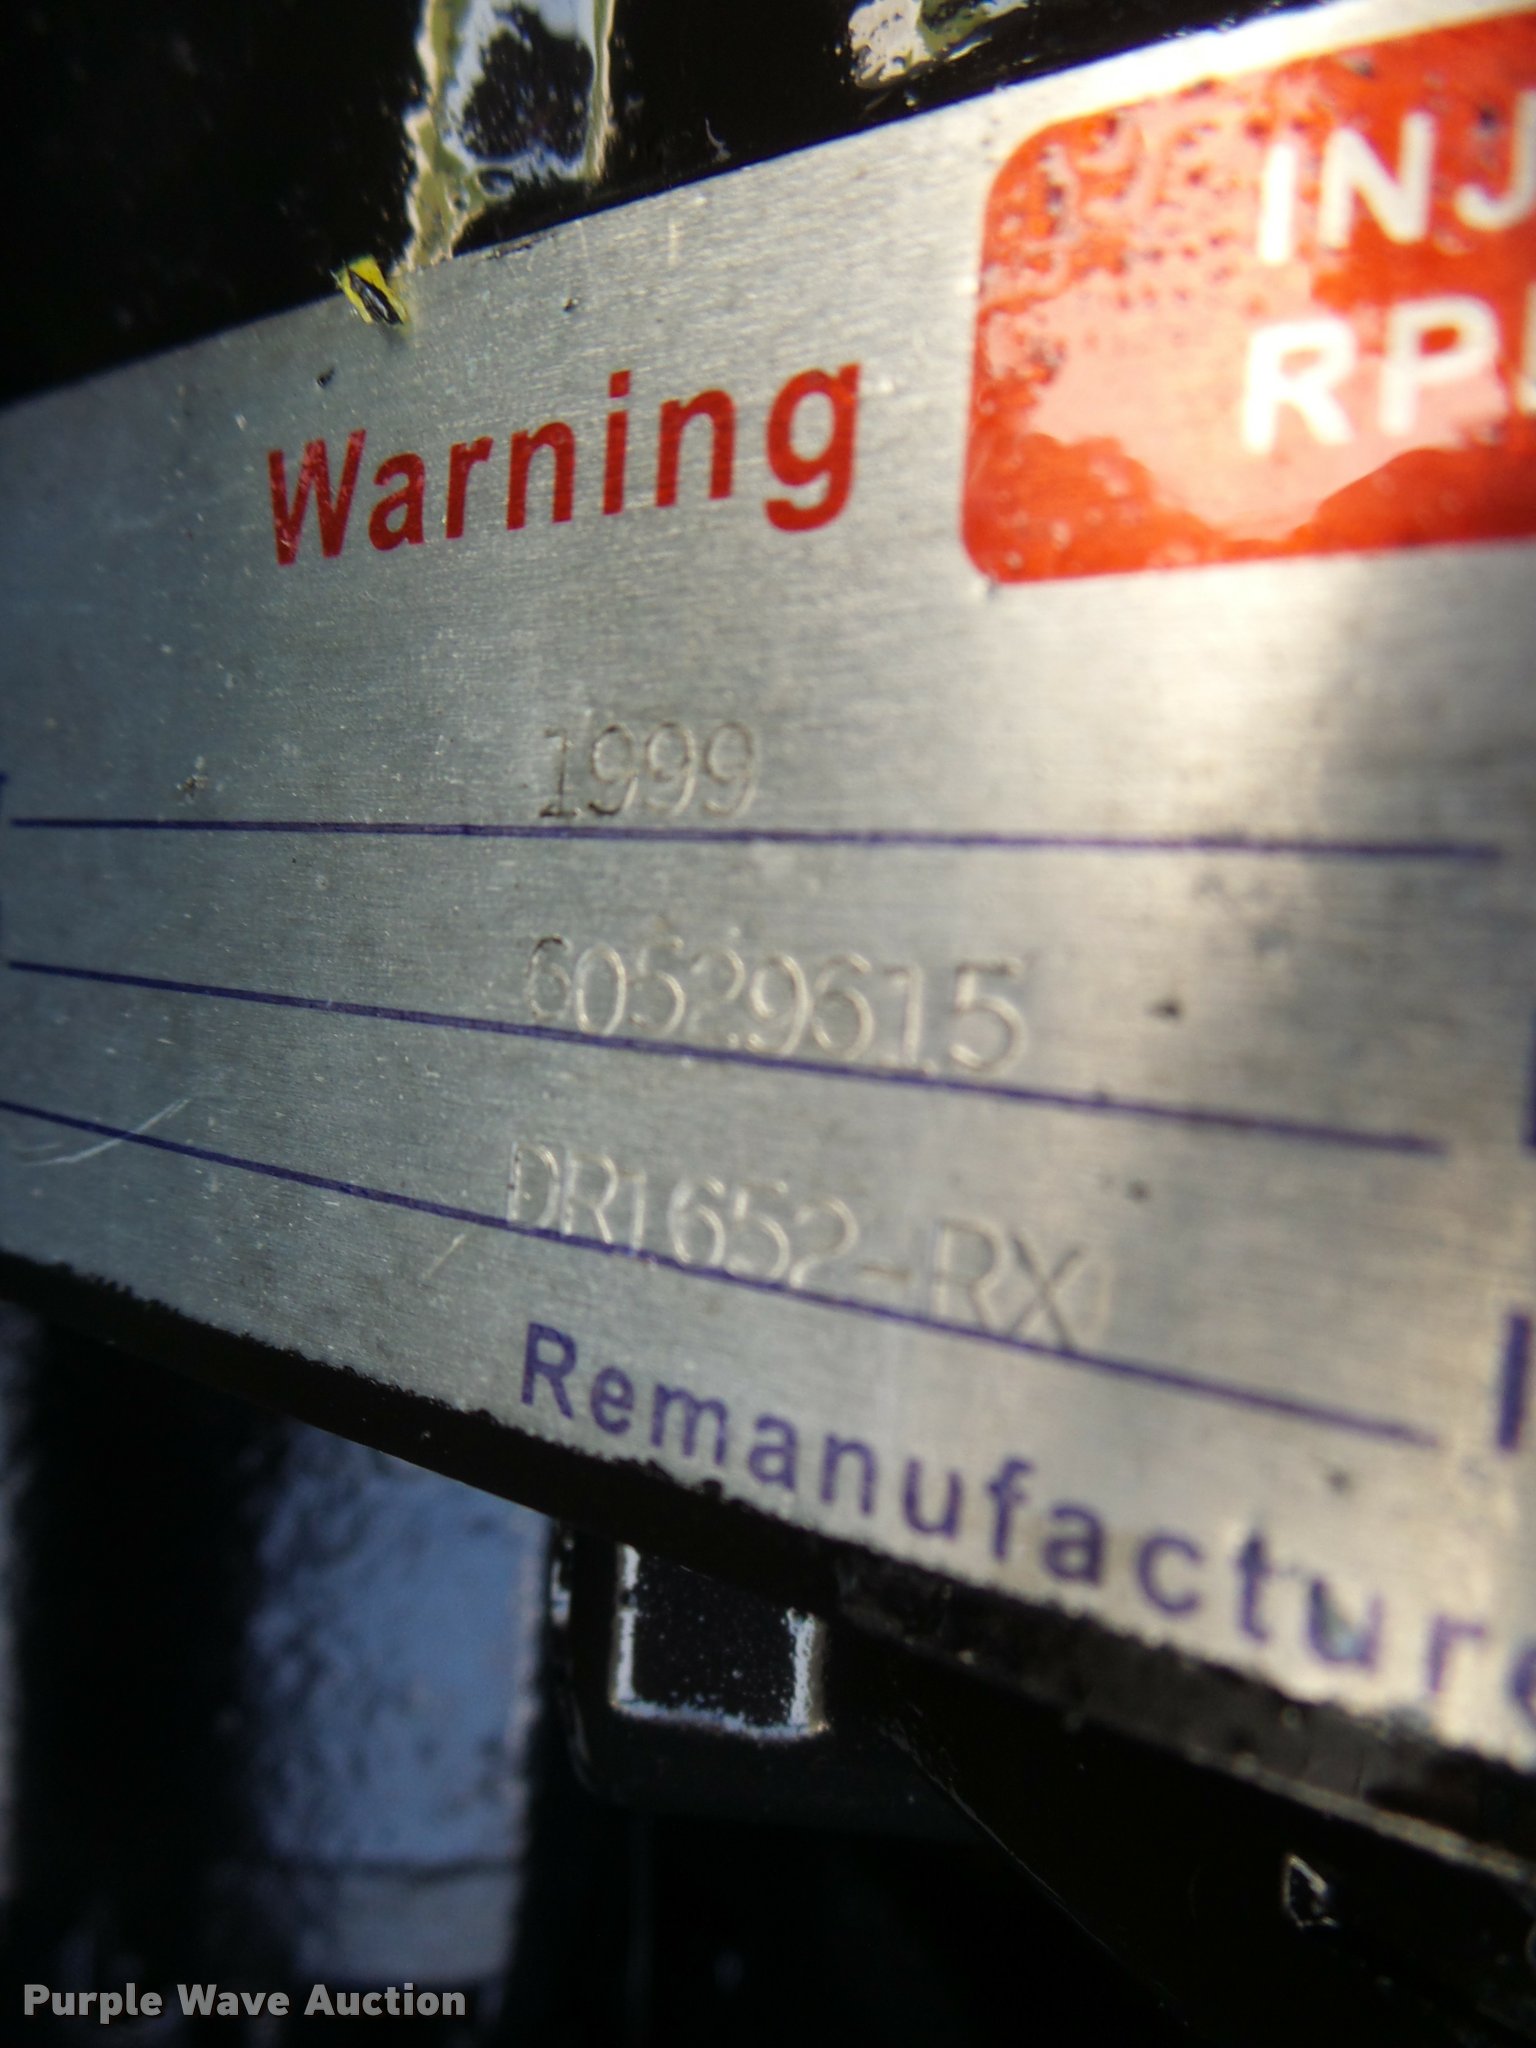 INJ
RP
Warning
1999
60529615
DR1652-RX
Remanufacture
Purple Wave Auction